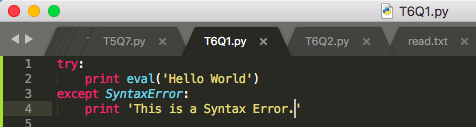 T6Q1.py
T5Q7.py × T6Q1.py × T6Q2.py × read.txt ×
1 try:
2 print eval('Hello World')
3 except SyntaxError:
4 print 'This is a Syntax Error.'
5